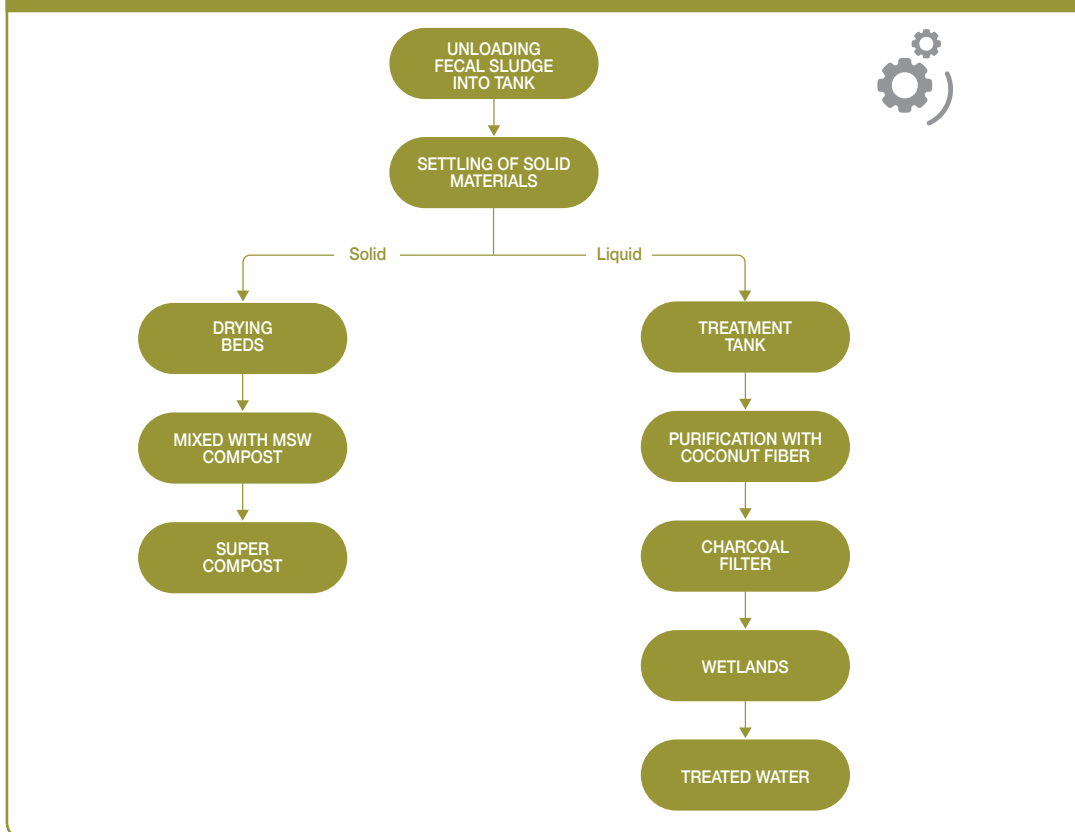 UNLOADING
FECAL SLUDGE
INTO TANK
SETTLING OF SOLID
MATERIALS
Solid
Liquid
DRYING
BEDS
MIXED WITH MSW
COMPOST
SUPER
COMPOST
TREATMENT
TANK
PURIFICATION WITH
COCONUT FIBER
CHARCOAL
FILTER
WETLANDS
TREATED WATER